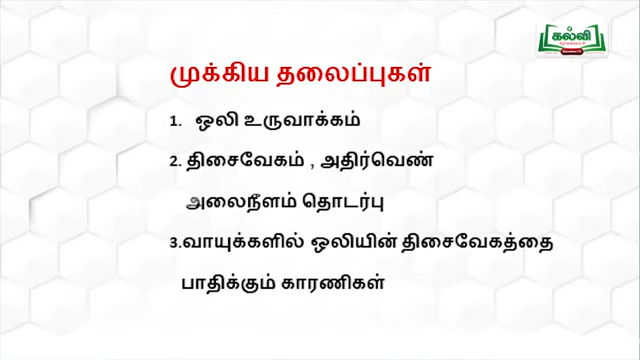 கல்வி
முக்கிய தலைப்புகள்
1. ஒலி உருவாக்கம்
2. திசைவேகம் , அதிர்வெண்
அலைநீளம் தொடர்பு
3.வாயுக்களில் ஒலியின் திசைவேகத்தை
பாதிக்கும் காரணிகள்